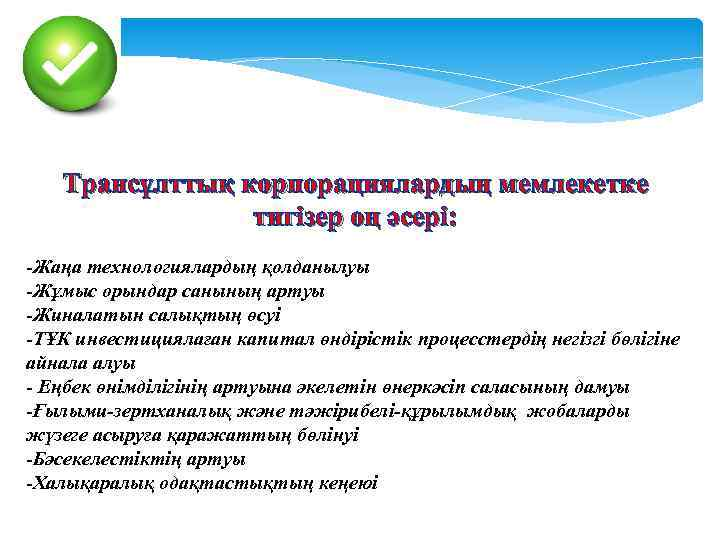 Трансұлттық корпорациялардың мемлекетке
тигізер оң әсері:
-Жаңа технологиялардың қолданылуы
-Жұмыс орындар санының артуы
-Жиналатын салықтың өсуі
-ТҰК инвестициялаған капитал өндірістік процесстердің негізгі бөлігіне
айнала алуы
- Еңбек өнімділігінің артуына әкелетін өнеркәсіп саласының дамуы
-Ғылыми-зертханалық және тәжірибелі-құрылымдық жобаларды
жүзеге асыруға қаражаттың бөлінуі
-Бәсекелестіктің артуы
-Халықаралық одақтастықтың кеңеюі